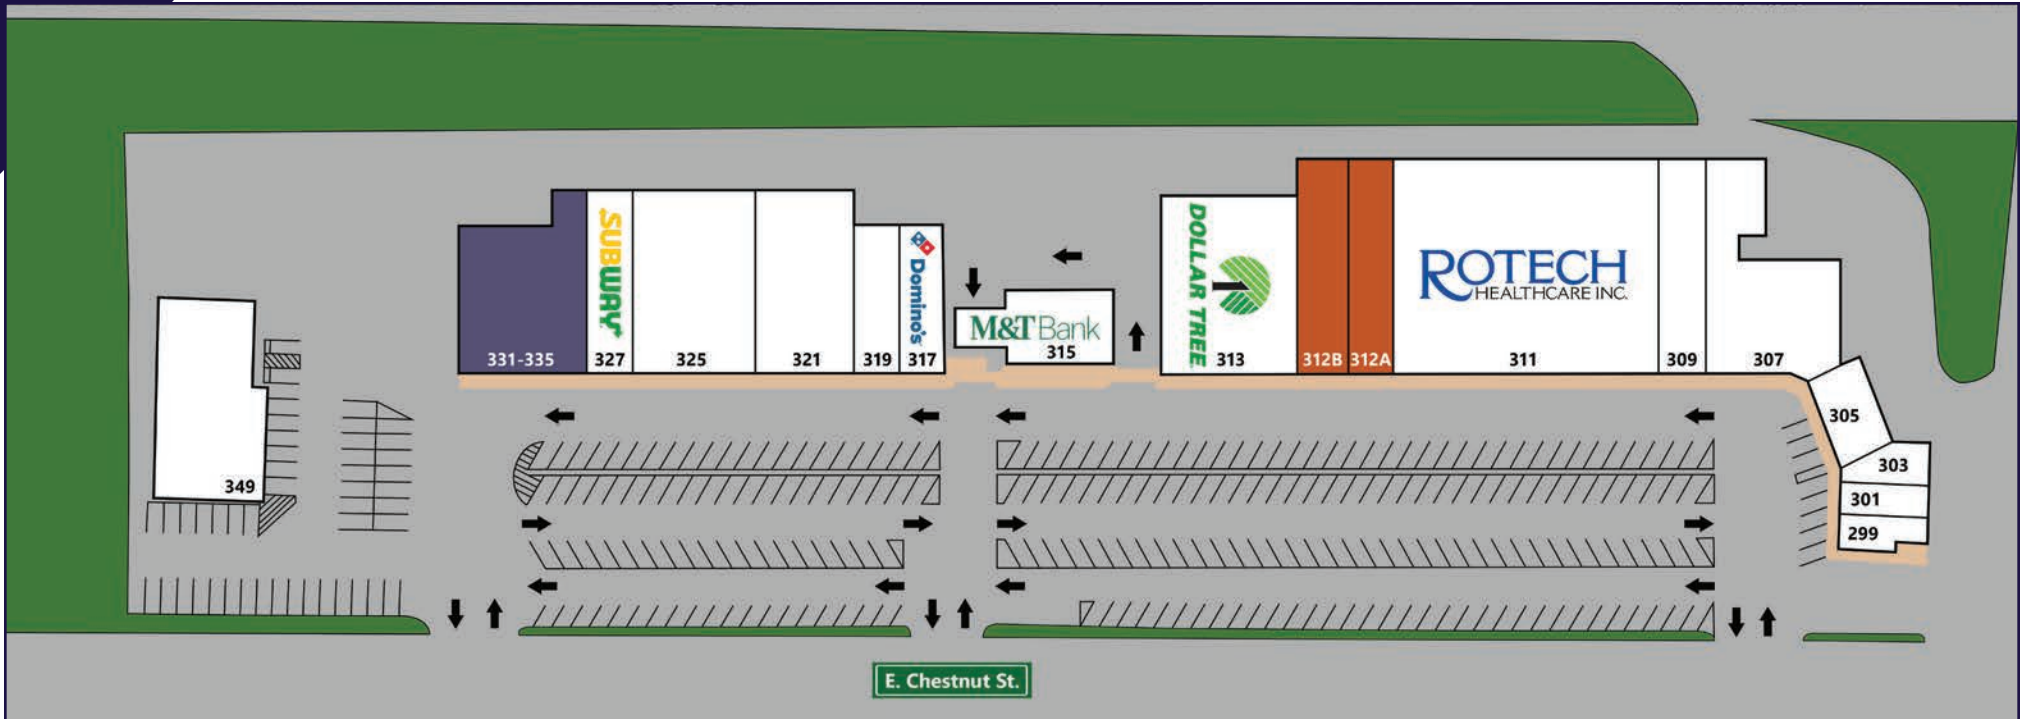 SUBWAY
Domino's
M&T Bank
DOLLAR TREE
ROTECH
HEALTHCARE INC.
331-335
327
325
321
319
317
315
313
312B
312A
311
309
307
305
303
301
299
349
E. Chestnut St.